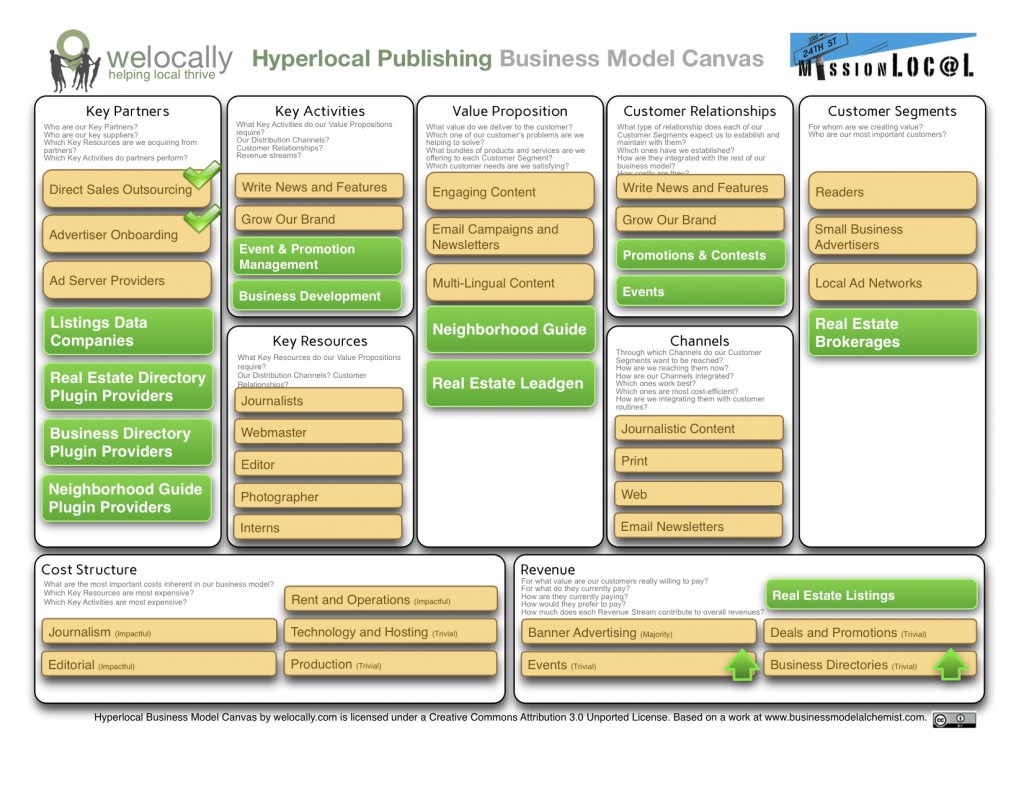 welocally
helping local thrive
Hyperlocal Publishing Business Model Canvas
24TH ST
MissionLOC@L
Key Partners
Who are our Key Partners?
Who are our key suppliers?
Which Key Resources are we acquiring from
partners?
Which Key Activities do partners perform?
Direct Sales Outsourcing
Advertiser Onboarding
Ad Server Providers
Listings Data
Companies
Real Estate Directory
Plugin Providers
Business Directory
Plugin Providers
Neighborhood Guide
Plugin Providers
Key Activities
What Key Activities do our Value Propositions
require?
Our Distribution Channels?
Customer Relationships?
Revenue streams?
Write News and Features
Grow Our Brand
Event & Promotion
Management
Business Development
Key Resources
What Key Resources do our Value Propositions
require?
Our Distribution Channels? Customer
Relationships?
Journalists
Webmaster
Editor
Photographer
Interns
Value Proposition
What value do we deliver to the customer?
Which one of our customer's problems are we
helping to solve?
What bundles of products and services are we
offering to each Customer Segment?
Which customer needs are we satisfying?
Engaging Content
Email Campaigns and
Newsletters
Multi-Lingual Content
Neighborhood Guide
Real Estate Leadgen
Customer Relationships
What type of relationship does each of our
Customer Segments expect us to establish and
maintain with them?
Which ones have we established?
How are they integrated with the rest of our
business model?
How costly are they?
Write News and Features
Grow Our Brand
Promotions & Contests
Events
Channels
Through which Channels do our Customer
Segments want to be reached?
How are we reaching them now?
How are our Channels integrated?
Which ones work best?
Which ones are most cost-efficient?
How are we integrating them with customer
routines?
Journalistic Content
Print
Web
Email Newsletters
Customer Segments
For whom are we creating value?
Who are our most important customers?
Readers
Small Business
Advertisers
Local Ad Networks
Real Estate
Brokerages
Cost Structure
What are the most important costs inherent in our business model?
Which Key Resources are most expensive?
Which Key Activities are most expensive?
Rent and Operations (Impactful)
Journalism (Impactful)
Technology and Hosting (Trivial)
Editorial (Impactful)
Production (Trivial)
Revenue
For what value are our customers really willing to pay?
For what do they currently pay?
How are they currently paying?
How would they prefer to pay?
How much does each Revenue Stream contribute to overall revenues?
Real Estate Listings
Banner Advertising (Majority)
Deals and Promotions (Trivial)
Events (Trivial)
Business Directories (Trivial)
Hyperlocal Business Model Canvas by welocally.com is licensed under a Creative Commons Attribution 3.0 Unported License. Based on a work at www.businessmodelalchemist.com.
cc
BY